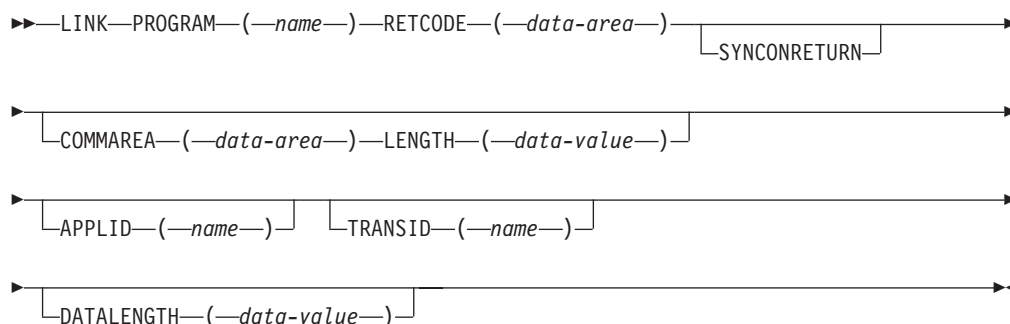 LINK PROGRAM ( name ) RETCODE ( data-area )
SYNCONRETURN
COMMAREA ( data-area ) LENGTH ( data-value )
APPLID ( name ) TRANSID ( name )
DATALENGTH ( data-value )